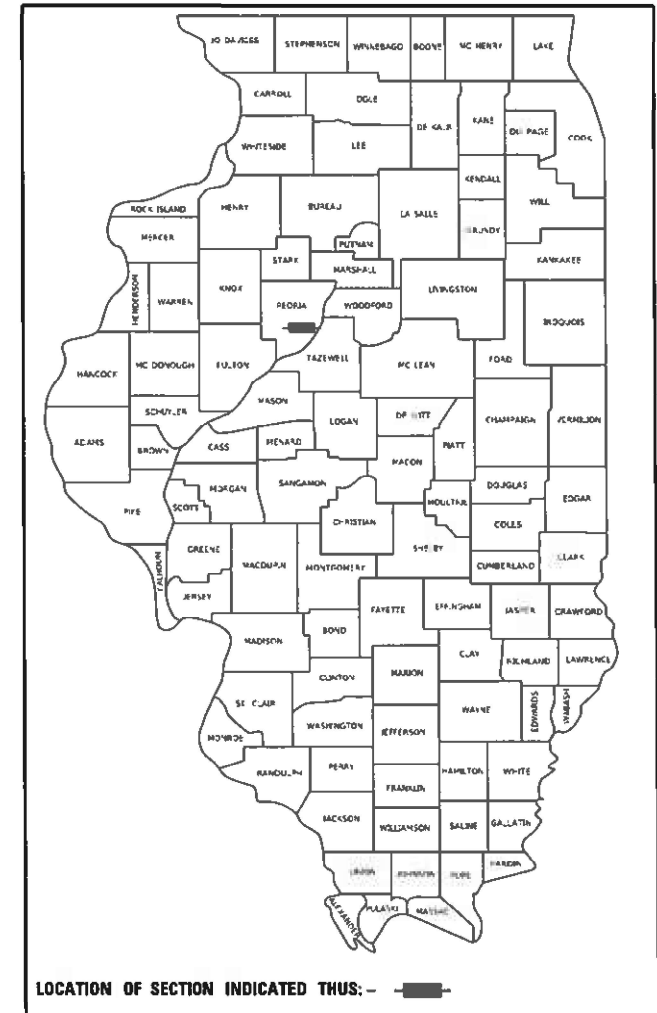 JO DAVIESS STEPHENSON WINNEBAGO BOONE MC HENRY LAKE
CARROLL OGLE
DE KALB KANE DU PAGE COOK
WHITESIDE LEE
KENDALL
ROCK ISLAND HENRY BUREAU LA SALLE WILL
MERCER PUTNAM GRUNDY
STARK MARSHALL KANKAKEE
HENDERSON WARREN KNOX PEORIA WOODFORD LIVINGSTON
IROQUOIS
HANCOCK MC DONOUGH FULTON TAZEWELL MC LEAN FORD
MASON
SCHUYLER LOGAN DE WITT CHAMPAIGN VERMILION
ADAMS BROWN CASS MENARD PIATT
MACON
PIKE SCOTT MORGAN SANGAMON MOULTRIE DOUGLAS EDGAR
CHRISTIAN COLES
GREENE SHELBY
CALHOUN MACOUPIN MONTGOMERY CUMBERLAND CLARK
JERSEY
FAYETTE EFFINGHAM JASPER CRAWFORD
MADISON BOND
CLAY RICHLAND LAWRENCE
CLINTON MARION
ST. CLAIR
WASHINGTON JEFFERSON WAYNE EDWARDS WABASH
MONROE
RANDOLPH PERRY HAMILTON WHITE
FRANKLIN
JACKSON WILLIAMSON SALINE GALLATIN
UNION JOHNSON POPE HARDIN
ALEXANDER PULASKI MASSAC
LOCATION OF SECTION INDICATED THUS: -